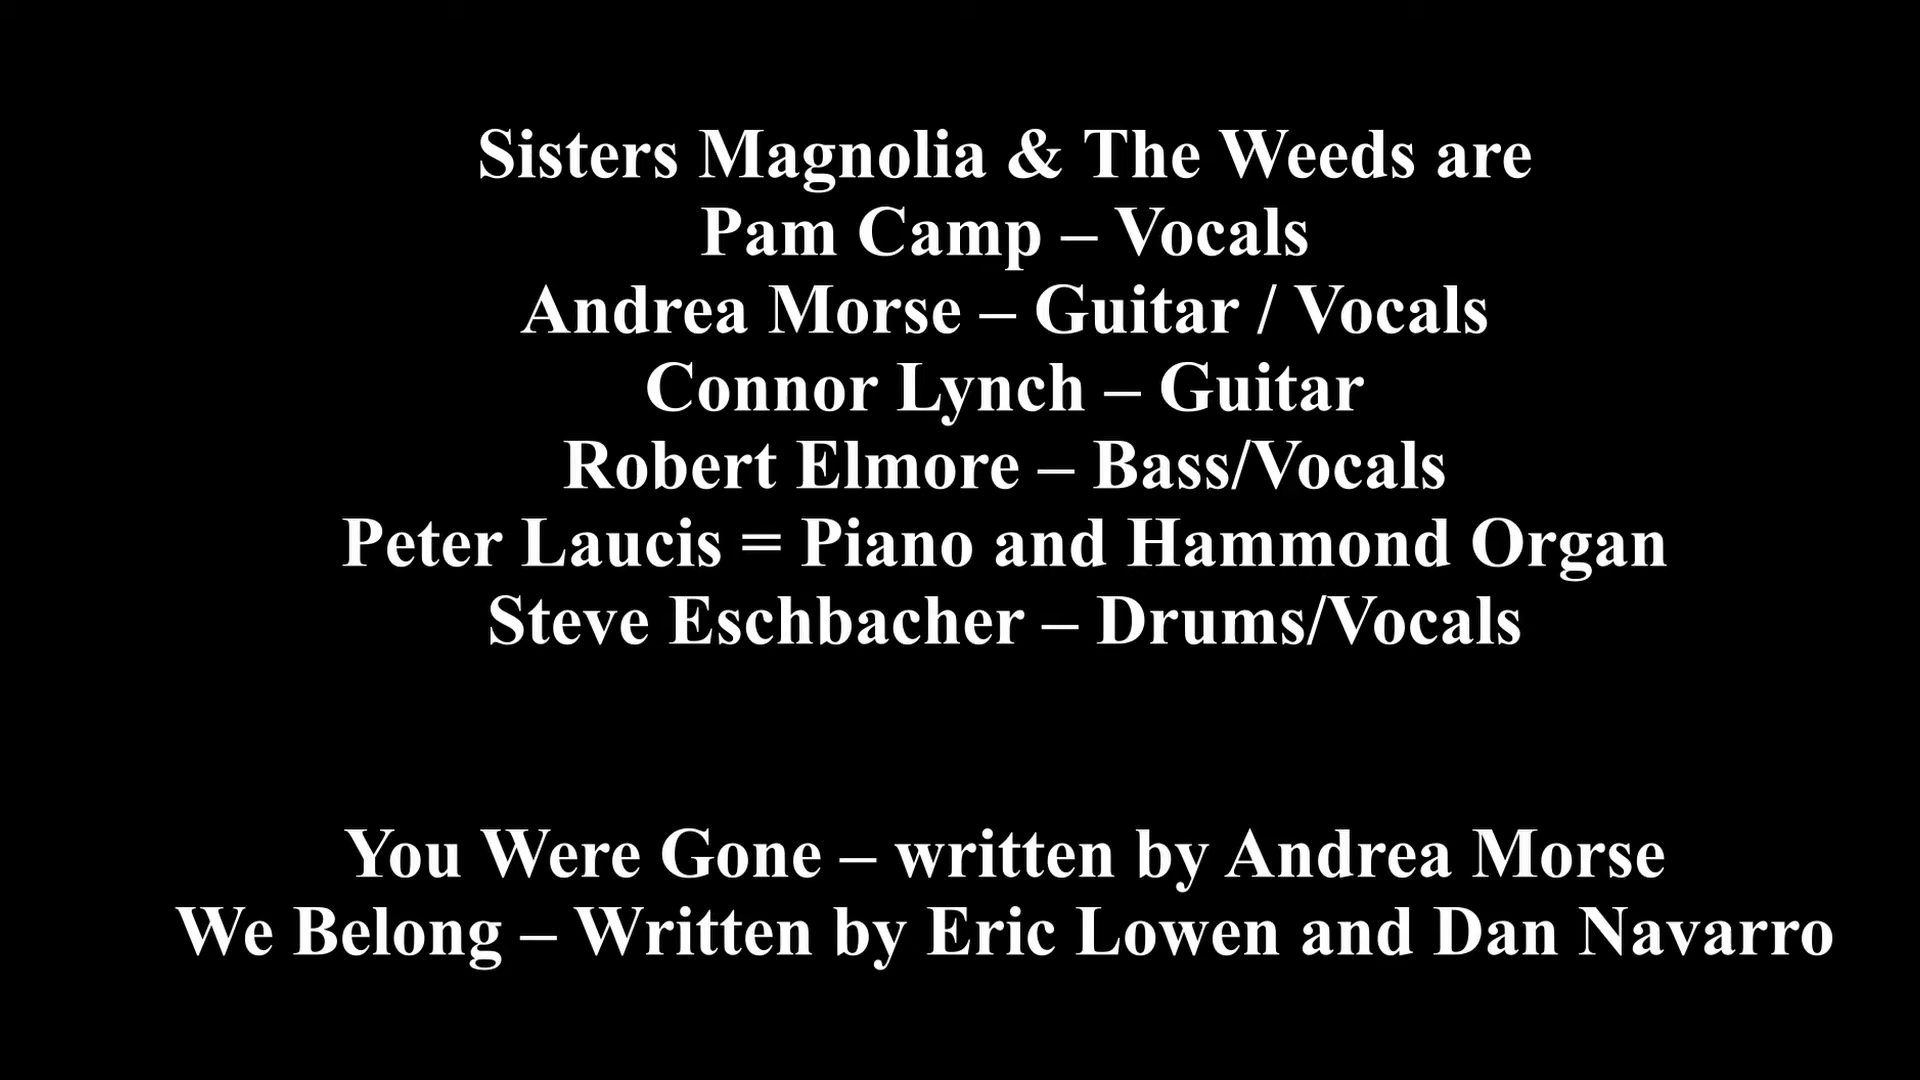 Sisters Magnolia & The Weeds are
Pam Camp – Vocals
Andrea Morse – Guitar / Vocals
Connor Lynch – Guitar
Robert Elmore – Bass/Vocals
Peter Laucis = Piano and Hammond Organ
Steve Eschbacher – Drums/Vocals
You Were Gone – written by Andrea Morse
We Belong – Written by Eric Lowen and Dan Navarro